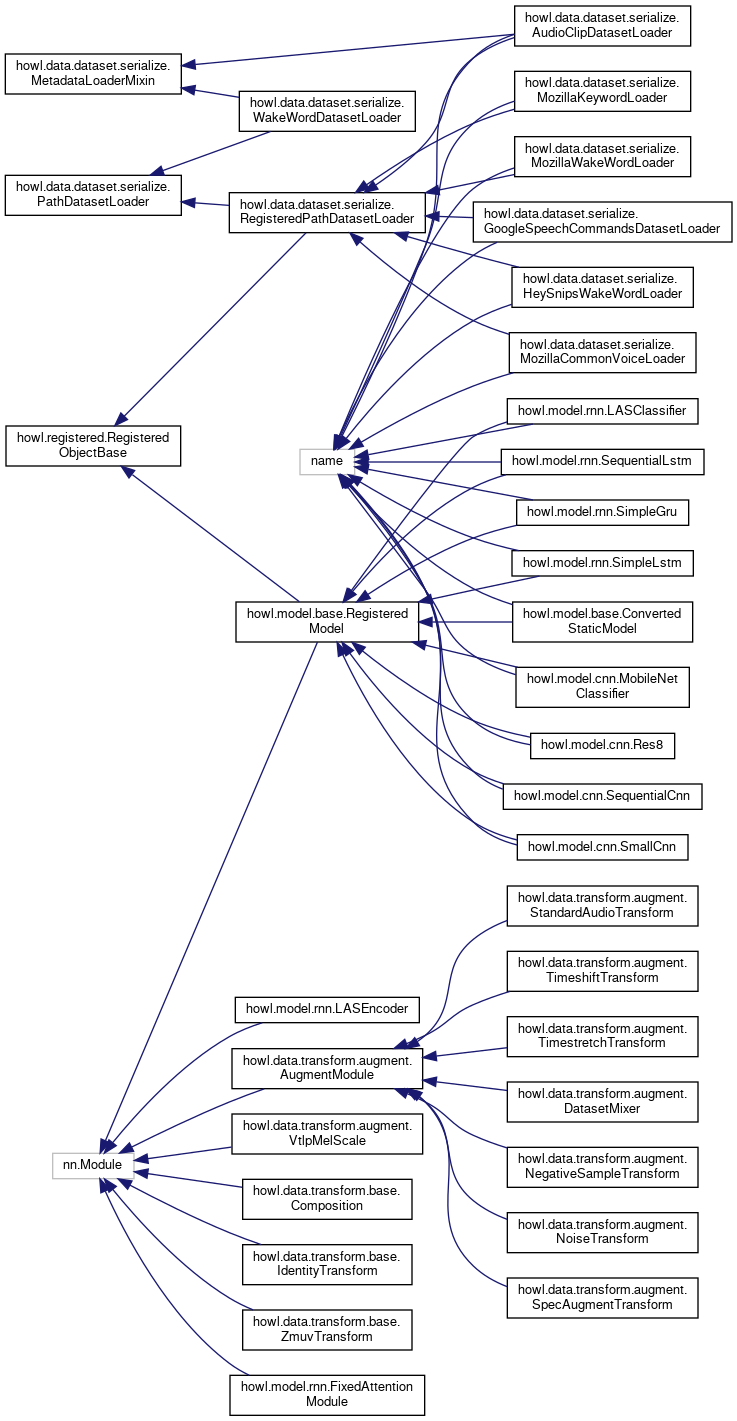 howl.data.dataset.serialize.
AudioClipDatasetLoader
howl.data.dataset.serialize.
MetadataLoaderMixin
howl.data.dataset.serialize.
MozillaKeywordLoader
howl.data.dataset.serialize.
WakeWordDatasetLoader
howl.data.dataset.serialize.
MozillaWakeWordLoader
howl.data.dataset.serialize.
PathDatasetLoader
howl.data.dataset.serialize.
RegisteredPathDatasetLoader
howl.data.dataset.serialize.
GoogleSpeechCommandsDatasetLoader
howl.data.dataset.serialize.
HeySnipsWakeWordLoader
howl.data.dataset.serialize.
MozillaCommonVoiceLoader
howl.model.rnn.LASClassifier
howl.registered.Registered
ObjectBase
name
howl.model.rnn.SequentialLstm
howl.model.rnn.SimpleGru
howl.model.rnn.SimpleLstm
howl.model.base.Registered
Model
howl.model.base.Converted
StaticModel
howl.model.cnn.MobileNet
Classifier
howl.model.cnn.Res8
howl.model.cnn.SequentialCnn
howl.model.cnn.SmallCnn
howl.data.transform.augment.
StandardAudioTransform
howl.data.transform.augment.
TimeshiftTransform
howl.model.rnn.LASEncoder
howl.data.transform.augment.
TimestretchTransform
howl.data.transform.augment.
AugmentModule
howl.data.transform.augment.
DatasetMixer
howl.data.transform.augment.
VtlpMelScale
nn.Module
howl.data.transform.augment.
NegativeSampleTransform
howl.data.transform.base.
Composition
howl.data.transform.augment.
NoiseTransform
howl.data.transform.base.
IdentityTransform
howl.data.transform.augment.
SpecAugmentTransform
howl.data.transform.base.
ZmuvTransform
howl.model.rnn.FixedAttention
Module